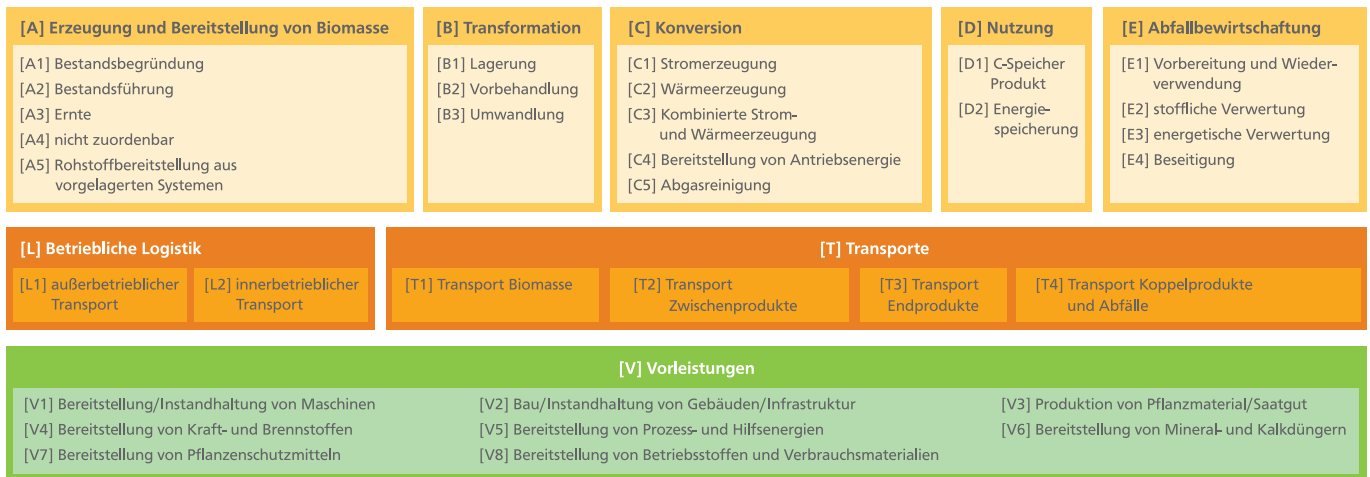 [A] Erzeugung und Bereitstellung von Biomasse
[A1] Bestandsbegründung
[A2] Bestandsführung
[A3] Ernte
[A4] nicht zuordenbar
[A5] Rohstoffbereitstellung aus
vorgelagerten Systemen
[B] Transformation
[B1] Lagerung
[B2] Vorbehandlung
[B3] Umwandlung
[C] Konversion
[C1] Stromerzeugung
[C2] Wärmeerzeugung
[C3] Kombinierte Strom-
und Wärmeerzeugung
[C4] Bereitstellung von Antriebsenergie
[C5] Abgasreinigung
[D] Nutzung
[D1] C-Speicher
Produkt
[D2] Energie-
speicherung
[E] Abfallbewirtschaftung
[E1] Vorbereitung und Wieder-
verwendung
[E2] stoffliche Verwertung
[E3] energetische Verwertung
[E4] Beseitigung
[L] Betriebliche Logistik
[L1] außerbetrieblicher
Transport
[L2] innerbetrieblicher
Transport
[T] Transporte
[T1] Transport Biomasse
[T2] Transport
Zwischenprodukte
[T3] Transport
Endprodukte
[T4] Transport Koppelprodukte
und Abfälle
[V] Vorleistungen
[V1] Bereitstellung/Instandhaltung von Maschinen
[V2] Bau/Instandhaltung von Gebäuden/Infrastruktur
[V3] Produktion von Pflanzmaterial/Saatgut
[V4] Bereitstellung von Kraft- und Brennstoffen
[V5] Bereitstellung von Prozess- und Hilfsenergien
[V6] Bereitstellung von Mineral- und Kalkdüngern
[V7] Bereitstellung von Pflanzenschutzmitteln
[V8] Bereitstellung von Betriebsstoffen und Verbrauchsmaterialien